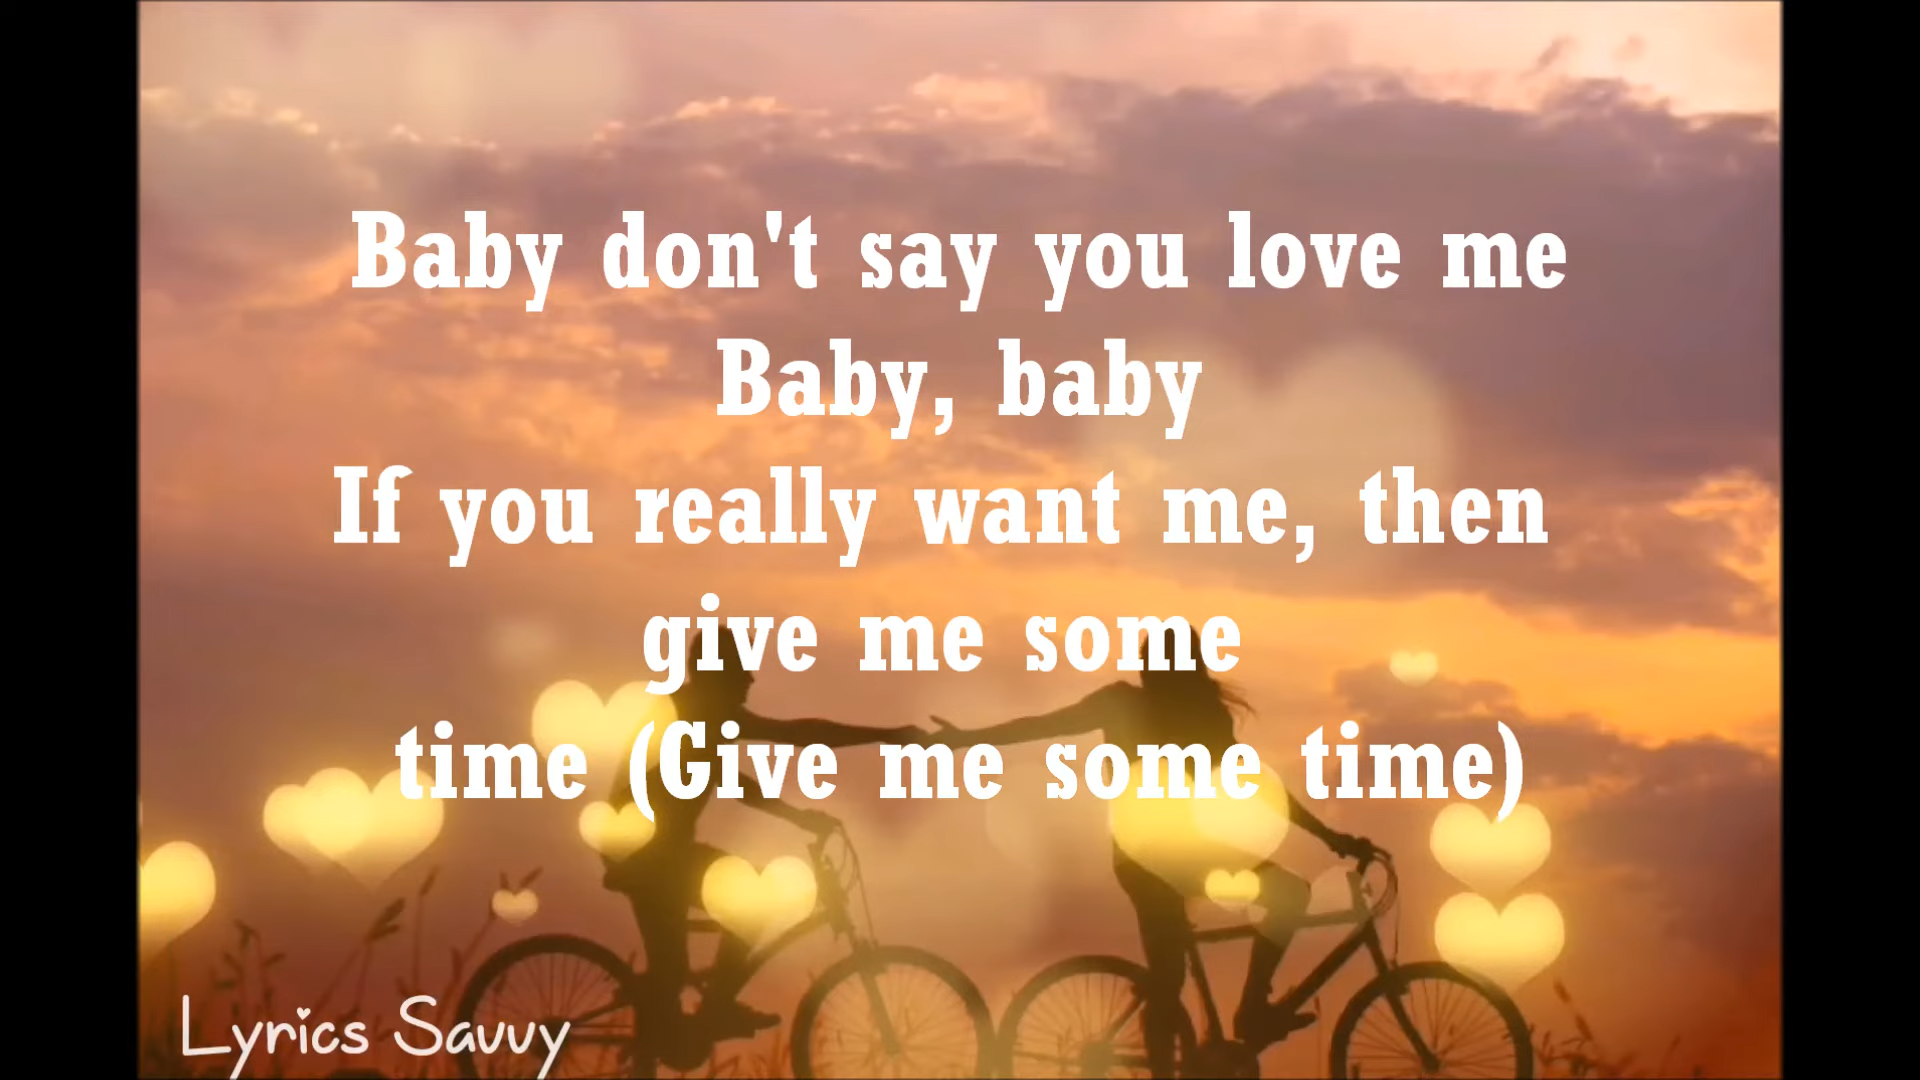 Baby don't say you love me
Baby, baby
If you really want me, then
give me some
time (Give me some time)
Lyrics Savvy